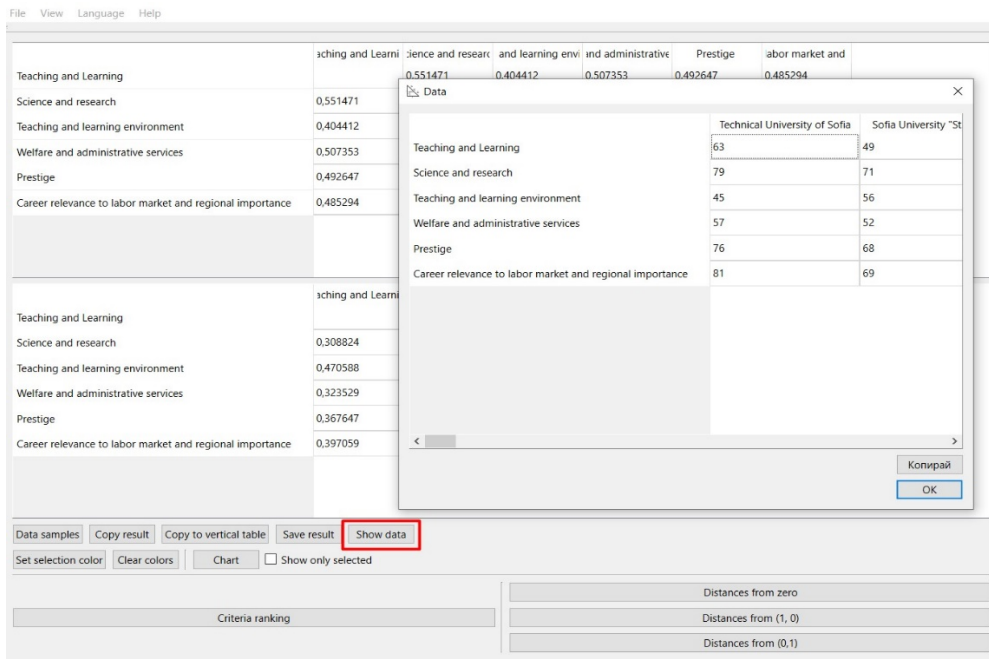 File View Language Help
aching and Learni cience and researc and learning envi and administrative Prestige labor market and
Teaching and Learning 0,551471 0,404412 0,507353 0,492647 0,485294
Science and research 0,551471
Teaching and learning environment 0,404412
Welfare and administrative services 0,507353
Prestige 0,492647
Career relevance to labor market and regional importance 0,485294
Data
Technical University of Sofia Sofia University "St
Teaching and Learning 63 49
Science and research 79 71
Teaching and learning environment 45 56
Welfare and administrative services 57 52
Prestige 76 68
Career relevance to labor market and regional importance 81 69
Копирай
OK
aching and Learni
Teaching and Learning
Science and research 0,308824
Teaching and learning environment 0,470588
Welfare and administrative services 0,323529
Prestige 0,367647
Career relevance to labor market and regional importance 0,397059
Data samples Copy result Copy to vertical table Save result Show data
Set selection color Clear colors Chart Show only selected
Distances from zero
Criteria ranking Distances from (1, 0)
Distances from (0,1)